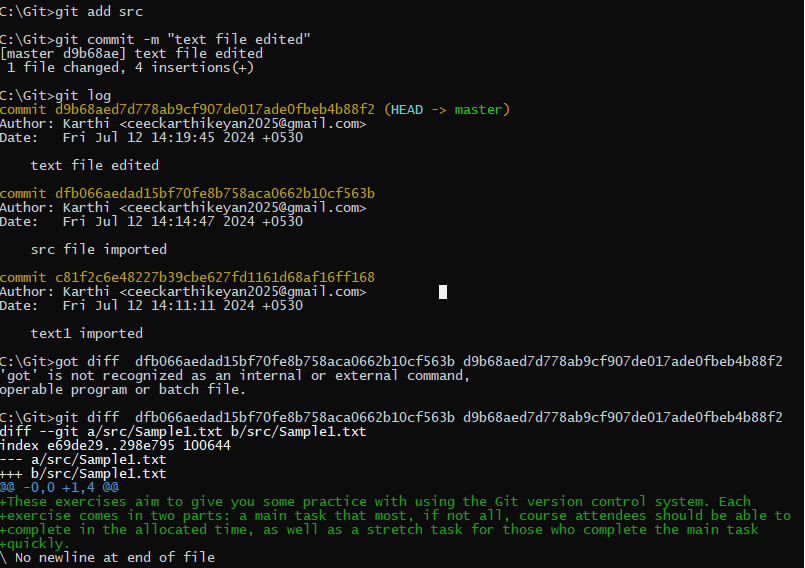 C:\Git>git add src
C:\Git>git commit -m "text file edited"
[master d9b68ae] text file edited
 1 file changed, 4 insertions(+)
C:\Git>git log
commit d9b68aed7d778ab9cf907de017ade0fbeb4b88f2 (HEAD -> master)
Author: Karthi <ceeckarthikeyan2025@gmail.com>
Date:   Fri Jul 12 14:19:45 2024 +0530
    text file edited
commit dfb066aedad15bf70fe8b758aca0662b10cf563b
Author: Karthi <ceeckarthikeyan2025@gmail.com>
Date:   Fri Jul 12 14:14:47 2024 +0530
    src file imported
commit c81f2c6e48227b39cbe627fd1161d68af16ff168
Author: Karthi <ceeckarthikeyan2025@gmail.com>
Date:   Fri Jul 12 14:11:11 2024 +0530
    text1 imported
C:\Git>got diff  dfb066aedad15bf70fe8b758aca0662b10cf563b d9b68aed7d778ab9cf907de017ade0fbeb4b88f2
'got' is not recognized as an internal or external command,
operable program or batch file.
C:\Git>git diff  dfb066aedad15bf70fe8b758aca0662b10cf563b d9b68aed7d778ab9cf907de017ade0fbeb4b88f2
diff --git a/src/Sample1.txt b/src/Sample1.txt
index e69de29..298e795 100644
--- a/src/Sample1.txt
+++ b/src/Sample1.txt
@@ -0,0 +1,4 @@
+These exercises aim to give you some practice with using the Git version control system. Each
+exercise comes in two parts: a main task that most, if not all, course attendees should be able to
+complete in the allocated time, as well as a stretch task for those who complete the main task
+quickly.
\ No newline at end of file